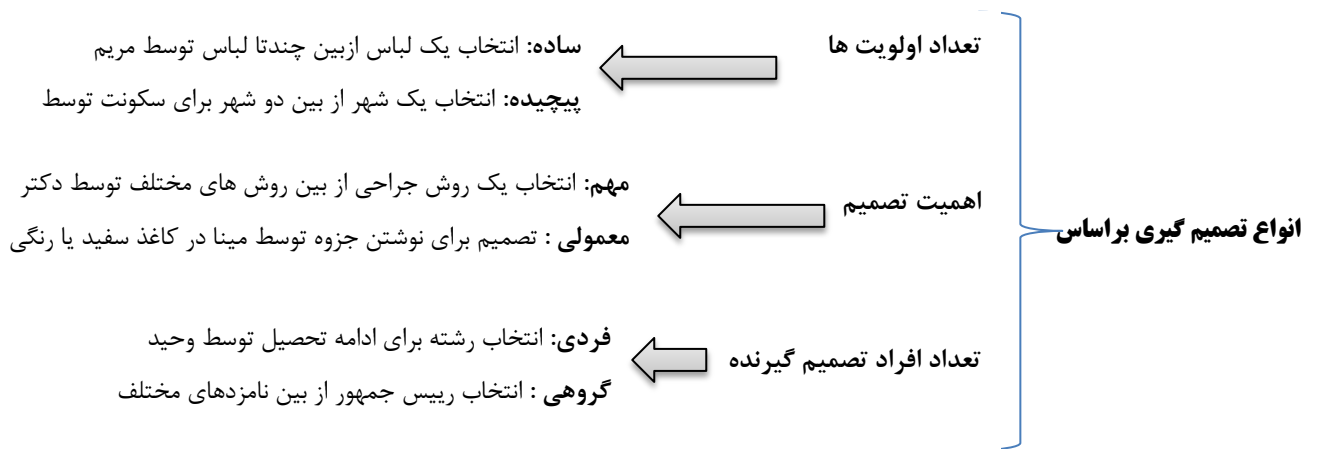 انواع تصمیم گیری براساس
تعداد اولویت ها
ساده: انتخاب یک لباس ازبین چندتا لباس توسط مریم
پیچیده: انتخاب یک شهر از بین دو شهر برای سکونت توسط
اهمیت تصمیم
مهم: انتخاب یک روش جراحی از بین روش های مختلف توسط دکتر
معمولی : تصمیم برای نوشتن جزوه توسط مینا در کاغذ سفید یا رنگی
تعداد افراد تصمیم گیرنده
فردی: انتخاب رشته برای ادامه تحصیل توسط وحید
گروهی : انتخاب رییس جمهور از بین نامزدهای مختلف